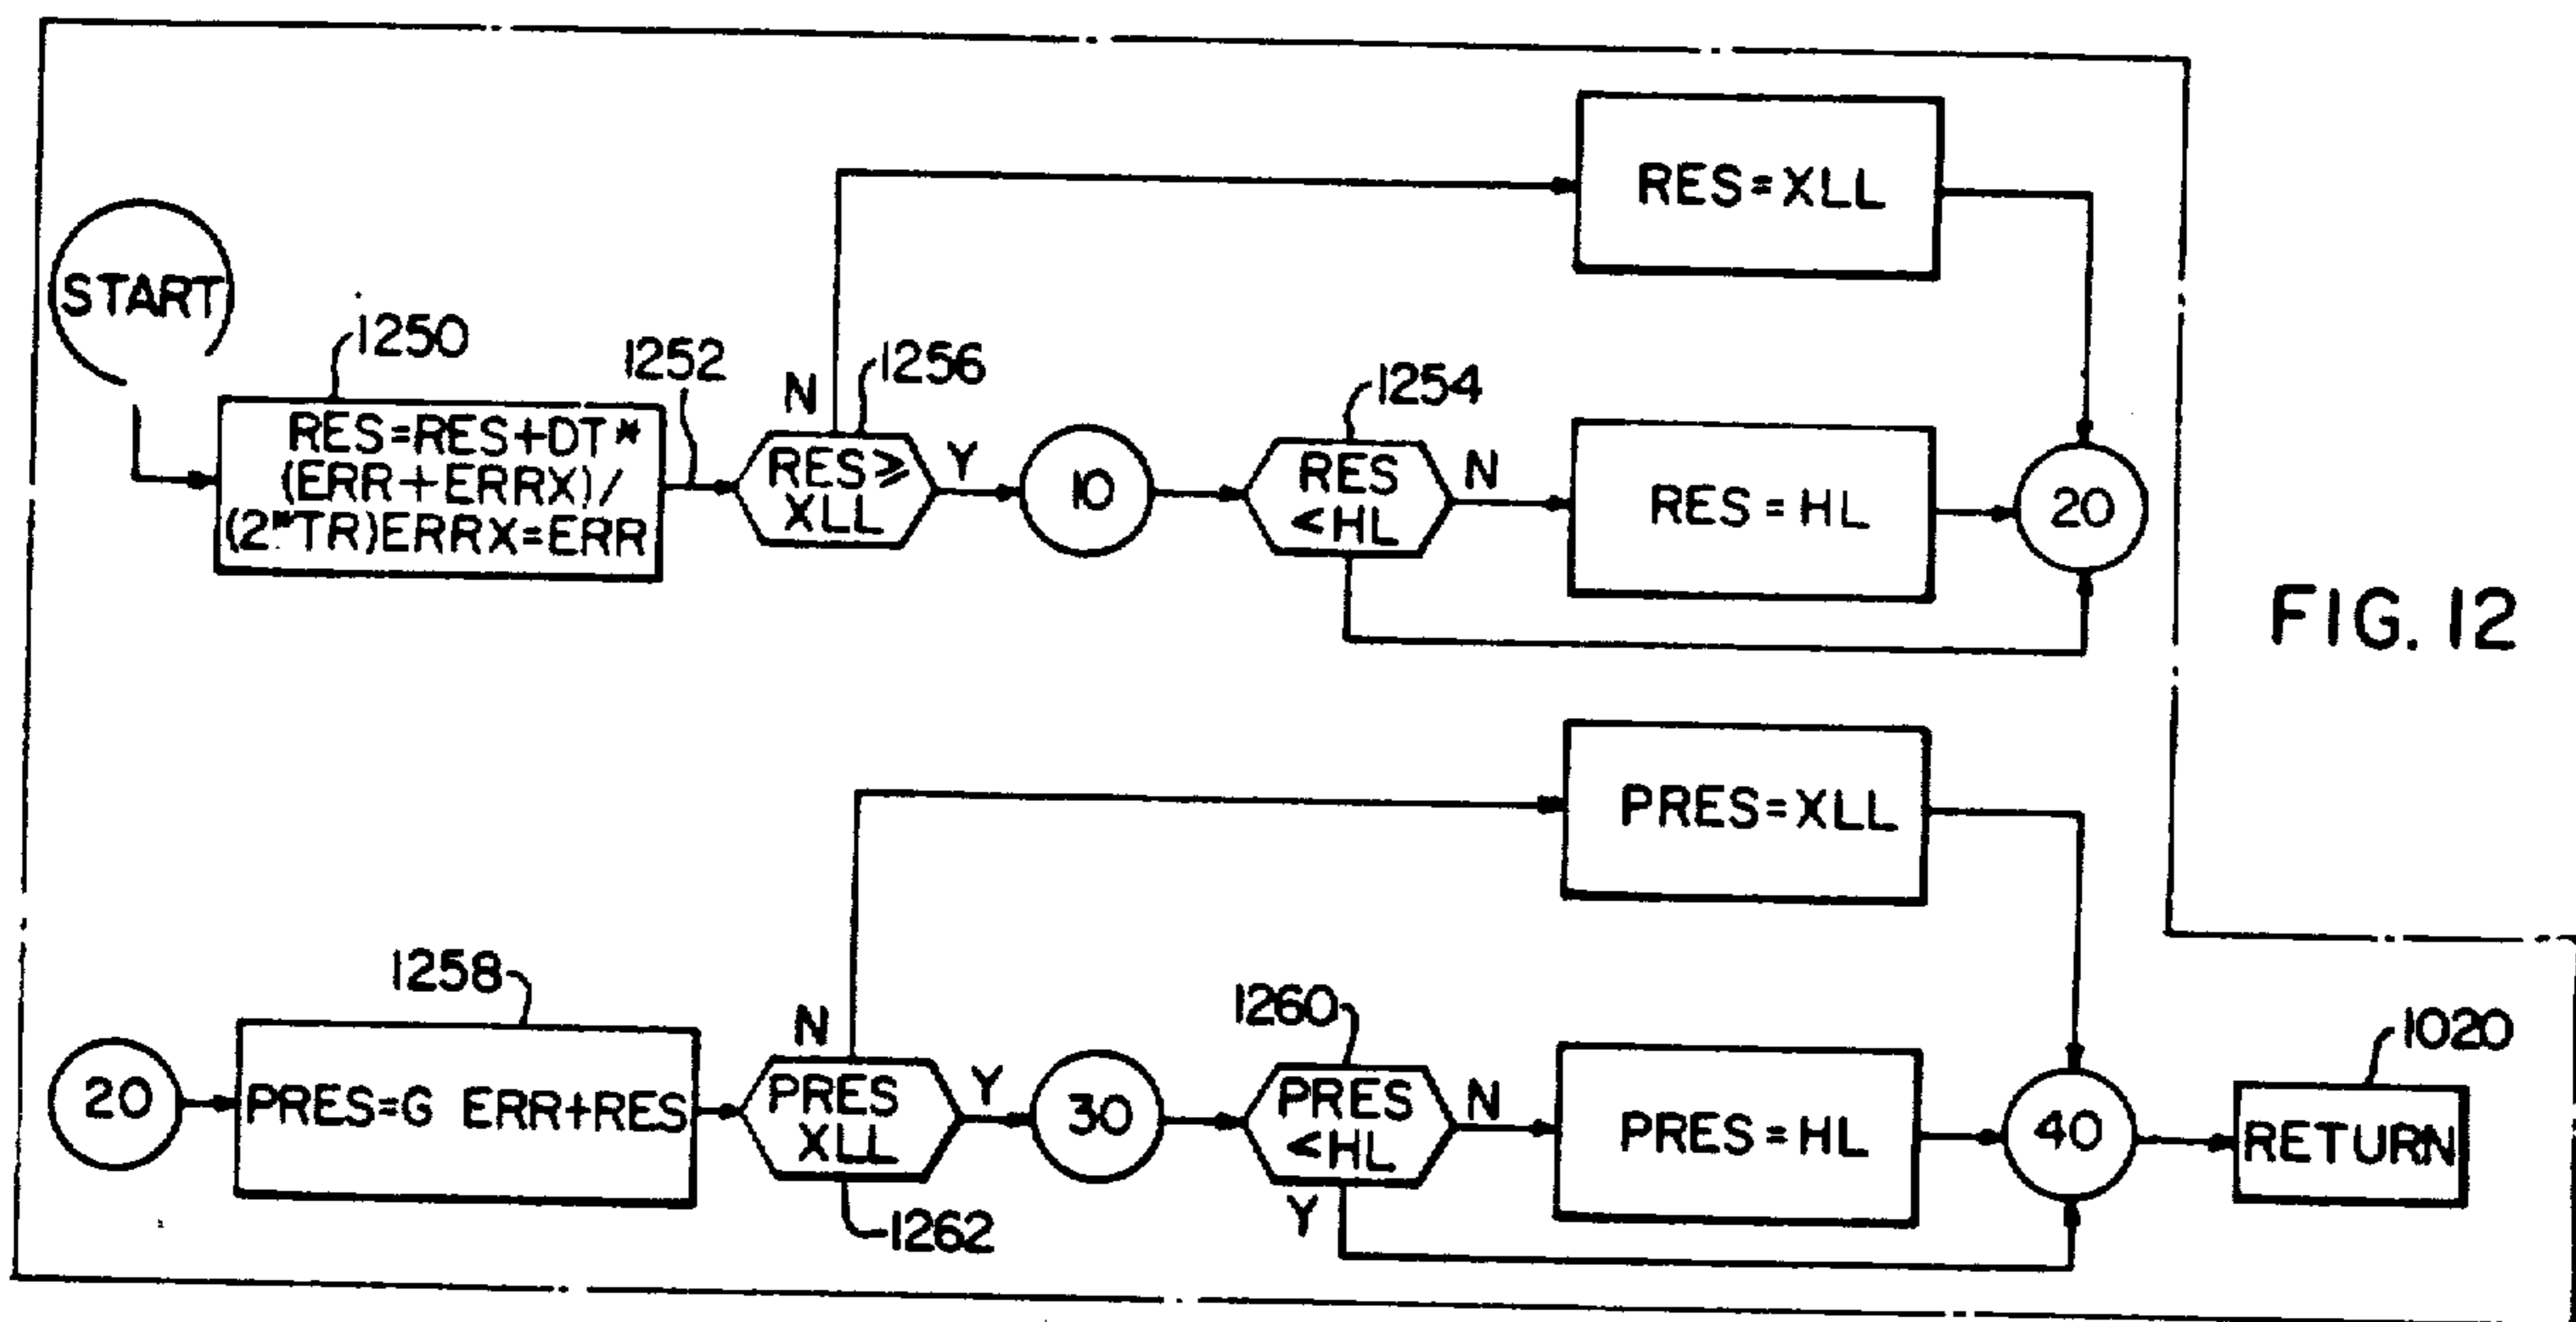 RES=XLL
START
1250
RES=RES+DT*
(ERR+ERRX)/
(2*TR)ERRX=ERR
1252
N
1256
RES≥
XLL
Y
10
1254
RES
<HL
N
RES=HL
20
FIG. 12
PRES=XLL
20
1258
PRES=G ERR+RES
N
PRES
XLL
1262
Y
30
1260
PRES
<HL
N
Y
PRES=HL
40
1020
RETURN